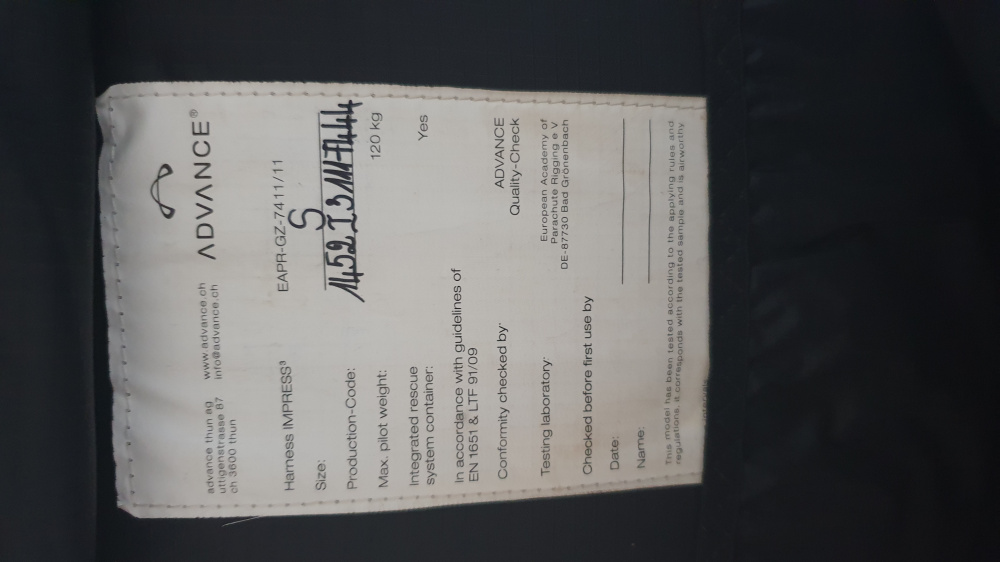 ADVANCE®
advance thun ag www.advance.ch
uttigenstrasse 87 info@advance.ch
ch 3600 thun
Harness IMPRESS³ EAPR-GZ-7411/11
Size: S
Production-Code:
Max. pilot weight: 120 kg
Integrated rescue
system container: Yes
In accordance with guidelines of
EN 1651 & LTF 91/09
Conformity checked by: ADVANCE
Quality-Check
Testing laboratory: European Academy of
Parachute Rigging e V
DE-87730 Bad Grönenbach
Checked before first use by
Date:
Name:
This model has been tested according to the applying rules and
regulations. it corresponds with the tested sample and is airworthy